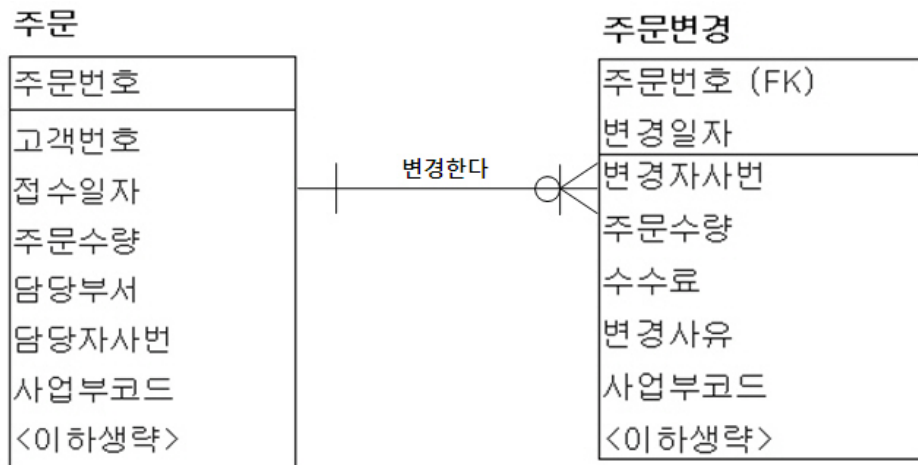 주문
주문번호
고객번호
접수일자
주문수량
담당부서
담당자사번
사업부코드
<이하생략>
변경한다
주문변경
주문번호 (FK)
변경일자
변경자사번
주문수량
수수료
변경사유
사업부코드
<이하생략>